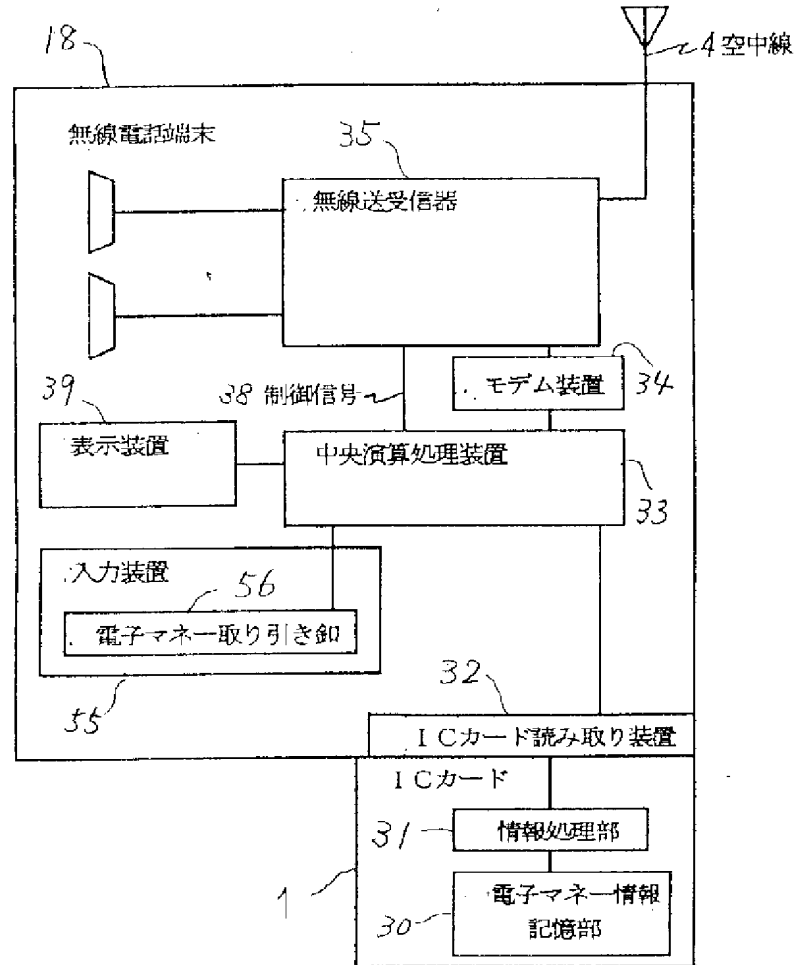 18
4 空中線
無線電話端末
35
無線送受信器
38 制御信号
モデム装置
34
39
表示装置
中央演算処理装置
33
入力装置
56
電子マネー取り引き釦
55
32
ICカード読み取り装置
ICカード
31
情報処理部
1
30
電子マネー情報
記憶部